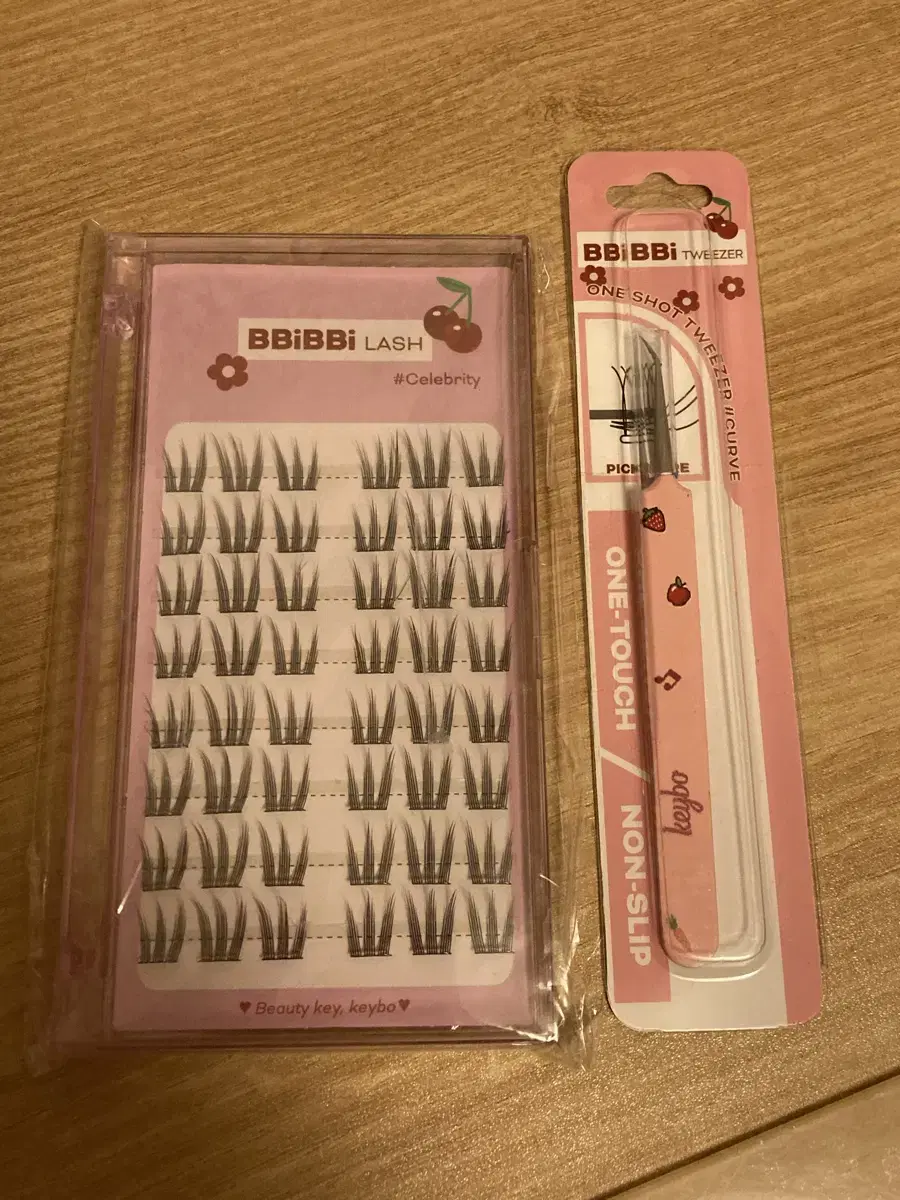 BBiBBi LASH
#Celebrity
♥ Beauty key, keybo♥
BBiBBi TWEEZER
ONE SHOT TWEEZER #CURVE
ONE-TOUCH / NON-SLIP
keybo